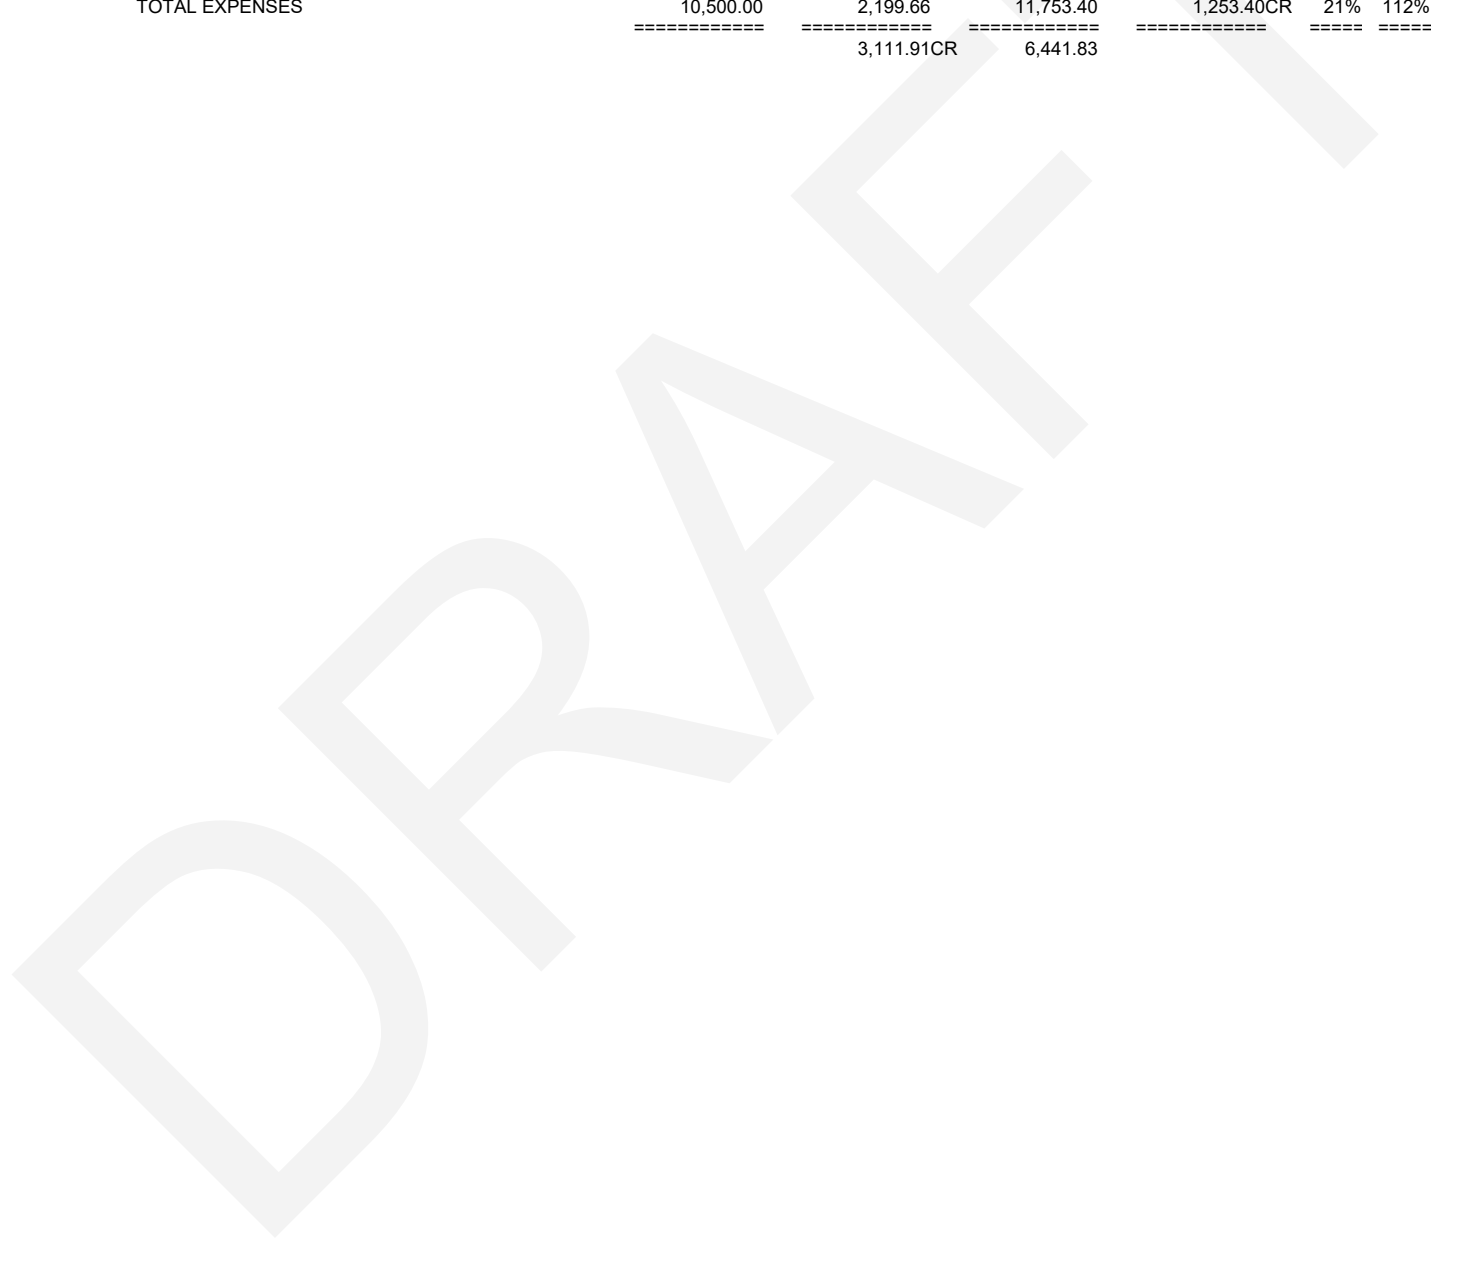 TOTAL EXPENSES 10,500.00 2,199.66 11,753.40 1,253.40CR 21% 112%
============ ============ ============ ============ ===== =====
3,111.91CR 6,441.83
DRAFT